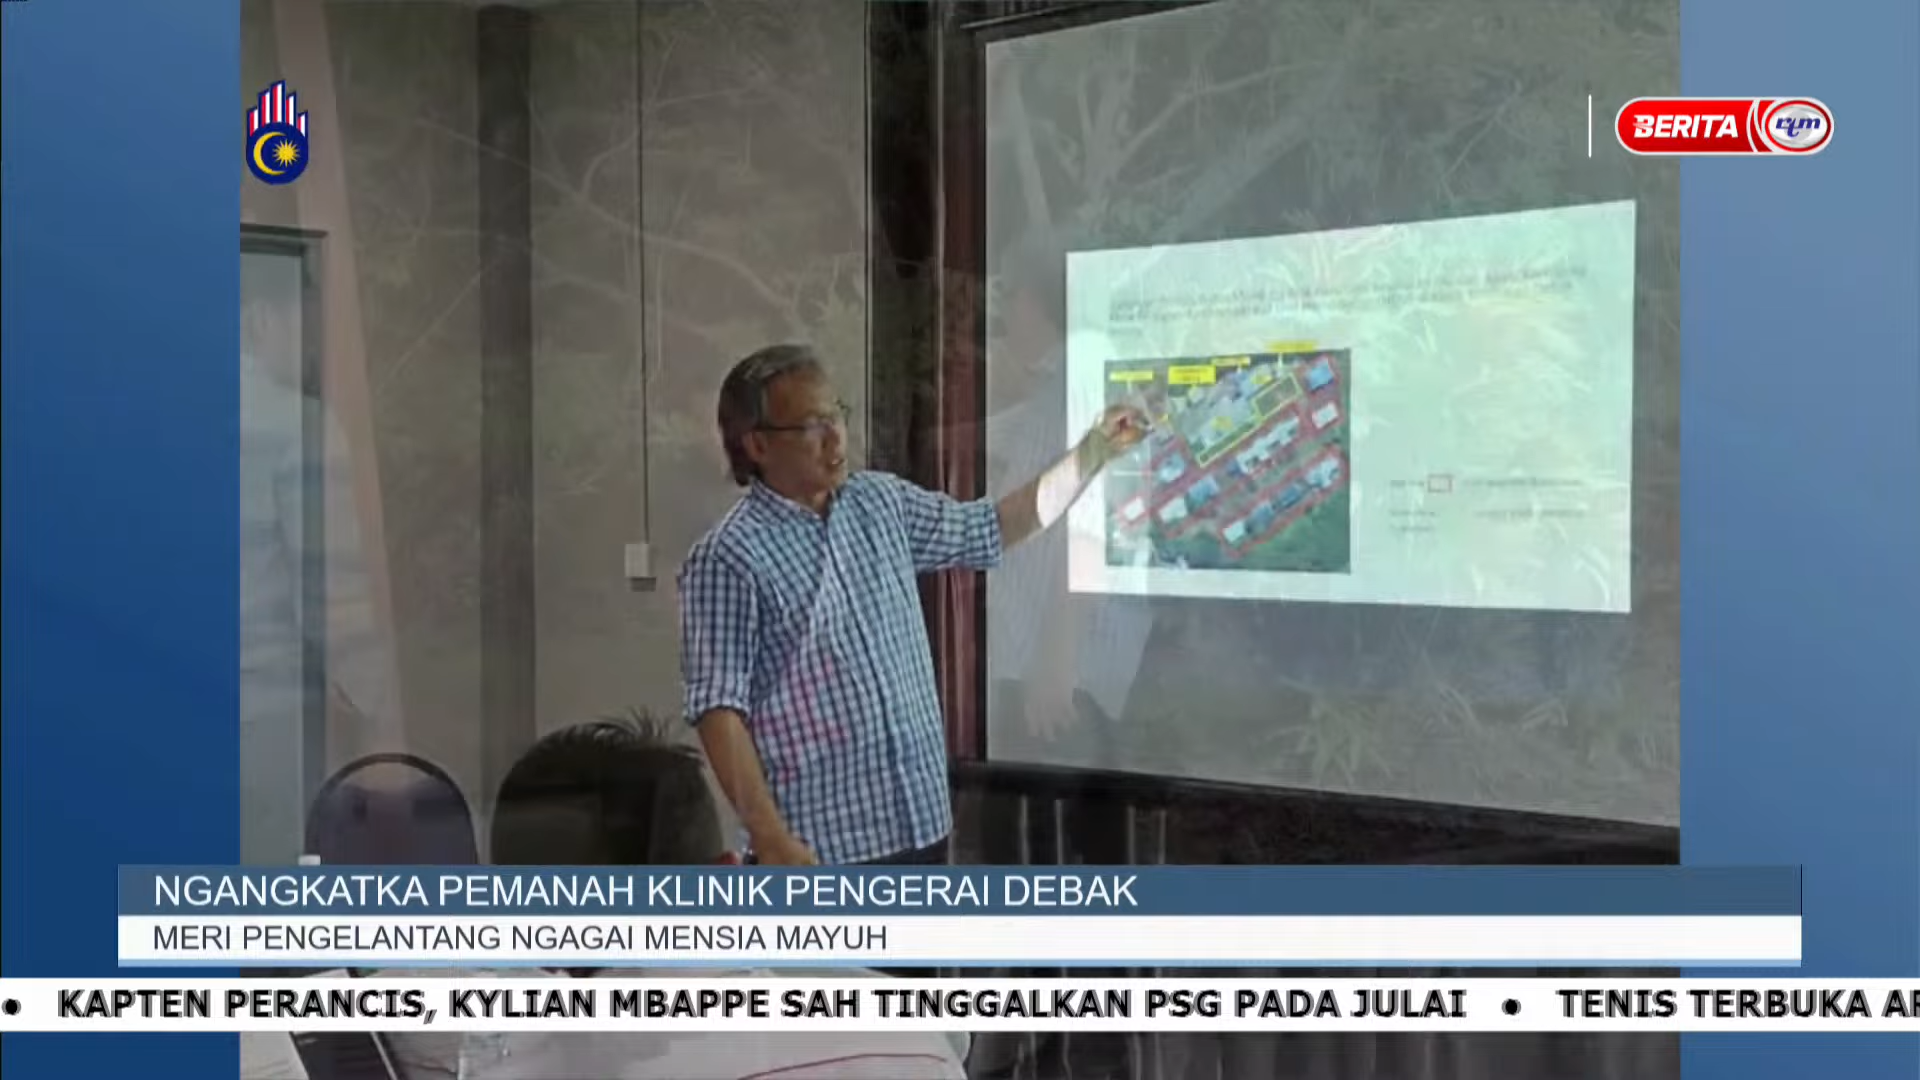 BERITA rtm
NGANGKATKA PEMANAH KLINIK PENGERAI DEBAK
MERI PENGELANTANG NGAGAI MENSIA MAYUH
• KAPTEN PERANCIS, KYLIAN MBAPPE SAH TINGGALKAN PSG PADA JULAI • TENIS TERBUKA